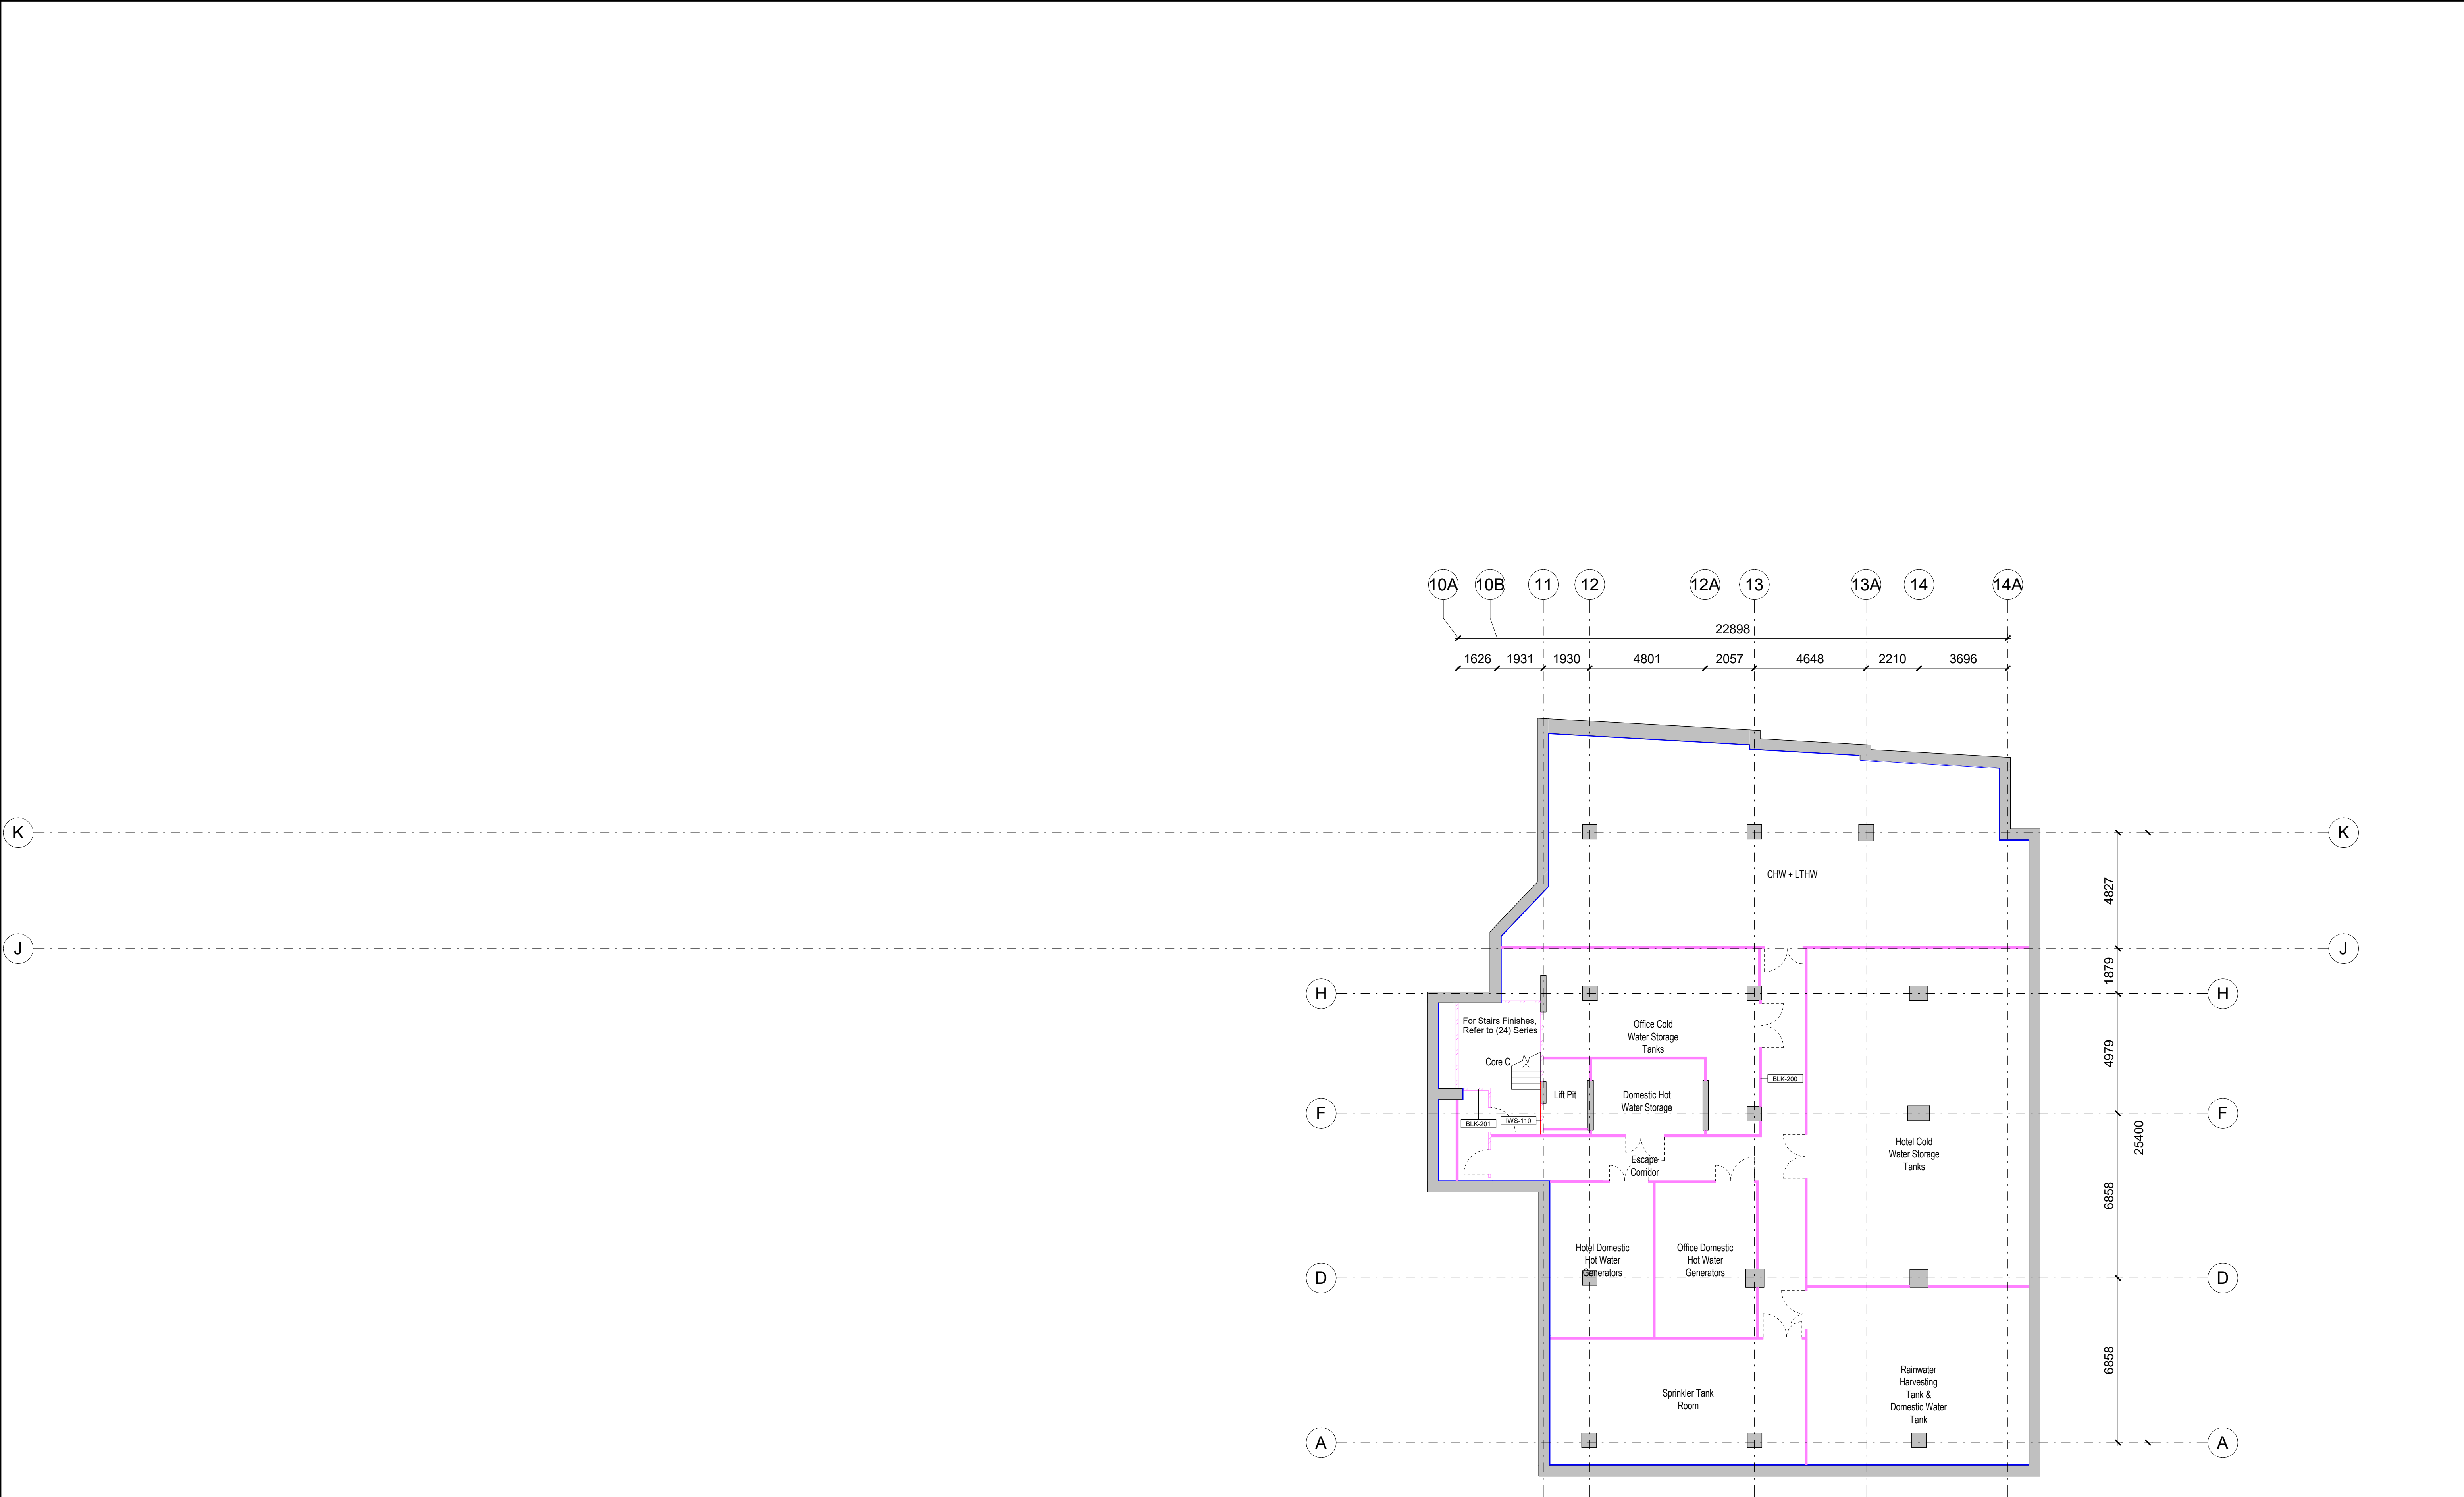 10A 10B 11 12 12A 13 13A 14 14A
22898
1626 1931 1930 4801 2057 4648 2210 3696
K K
CHW + LTHW
4827
J J
1879
H H
For Stairs Finishes,
Refer to (24) Series
Office Cold
Water Storage
Tanks
4979
Core C
BLK-200
Lift Pit
Domestic Hot
Water Storage
F F
BLK-201
IWS-110
25400
Hotel Cold
Water Storage
Tanks
Escape
Corridor
6858
Hotel Domestic
Hot Water
Generators
Office Domestic
Hot Water
Generators
D D
6858
Sprinkler Tank
Room
Rainwater
Harvesting
Tank &
Domestic Water
Tank
A A